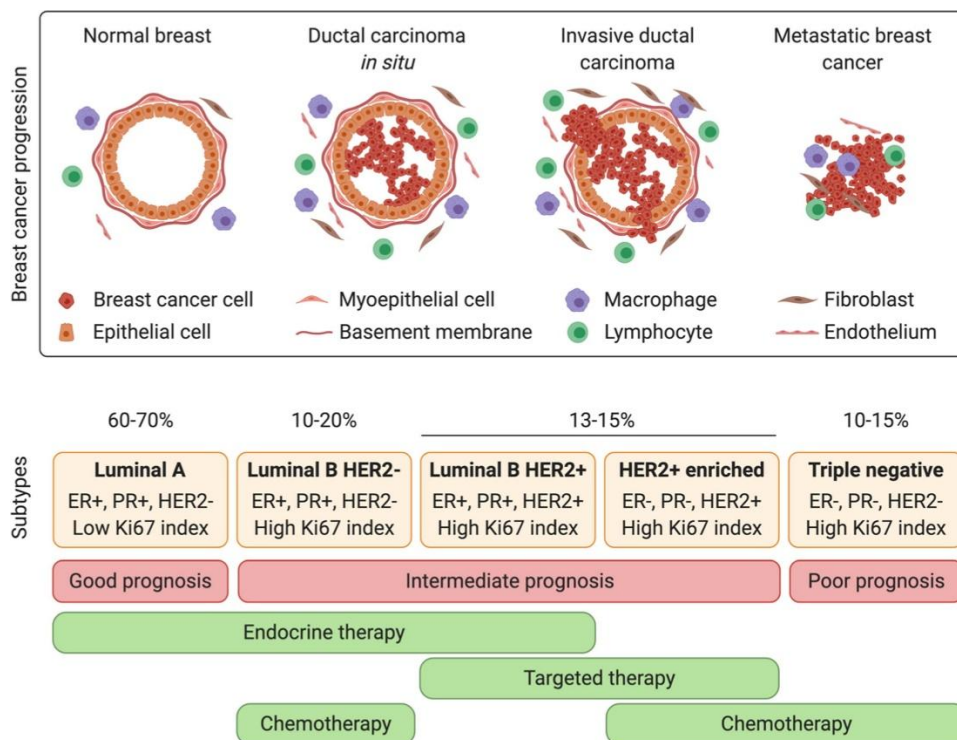 Breast cancer progression
Normal breast
Ductal carcinoma
in situ
Invasive ductal
carcinoma
Metastatic breast
cancer
Breast cancer cell
Myoepithelial cell
Macrophage
Fibroblast
Epithelial cell
Basement membrane
Lymphocyte
Endothelium
Subtypes
60-70%
10-20%
13-15%
10-15%
Luminal A
ER+, PR+, HER2-
Low Ki67 index
Luminal B HER2-
ER+, PR+, HER2-
High Ki67 index
Luminal B HER2+
ER+, PR+, HER2+
High Ki67 index
HER2+ enriched
ER-, PR-, HER2+
High Ki67 index
Triple negative
ER-, PR-, HER2-
High Ki67 index
Good prognosis
Intermediate prognosis
Poor prognosis
Endocrine therapy
Targeted therapy
Chemotherapy
Chemotherapy